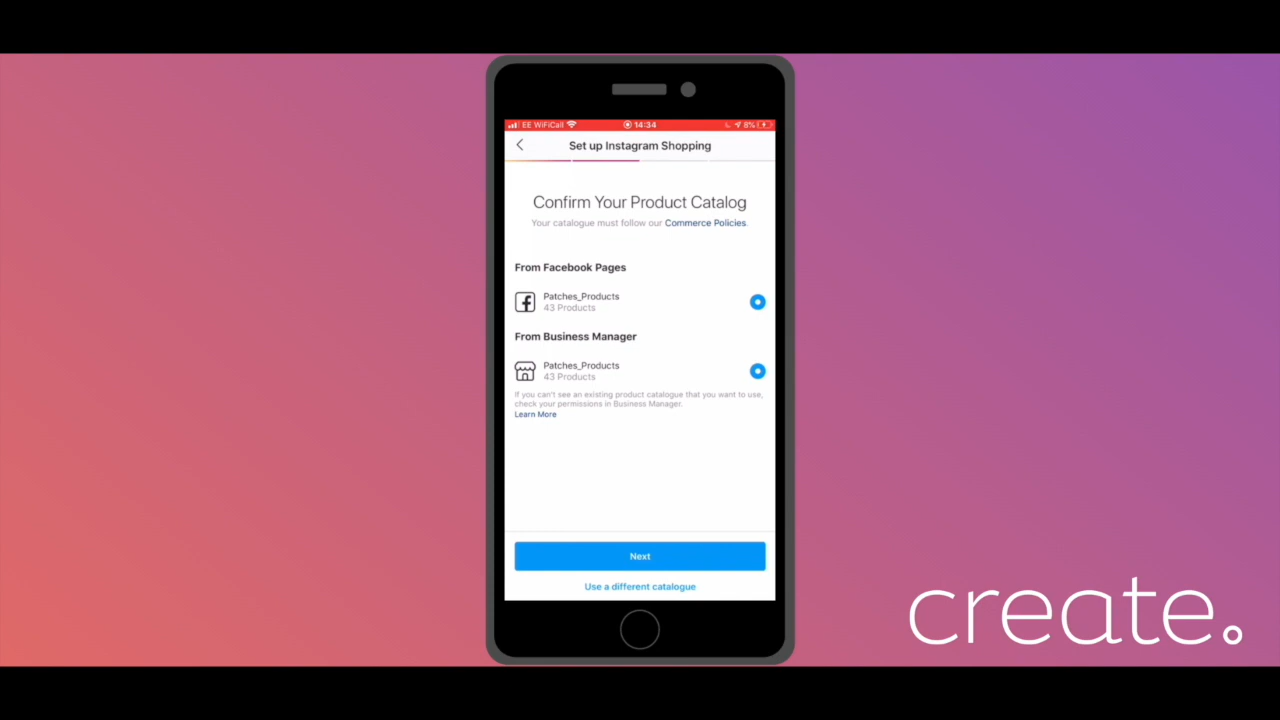 EE WiFiCall 14:34 8%
Set up Instagram Shopping
Confirm Your Product Catalog
Your catalogue must follow our Commerce Policies.
From Facebook Pages
Patches_Products
43 Products
From Business Manager
Patches_Products
43 Products
If you can't see an existing product catalogue that you want to use,
check your permissions in Business Manager.
Learn More
Next
Use a different catalogue
create.